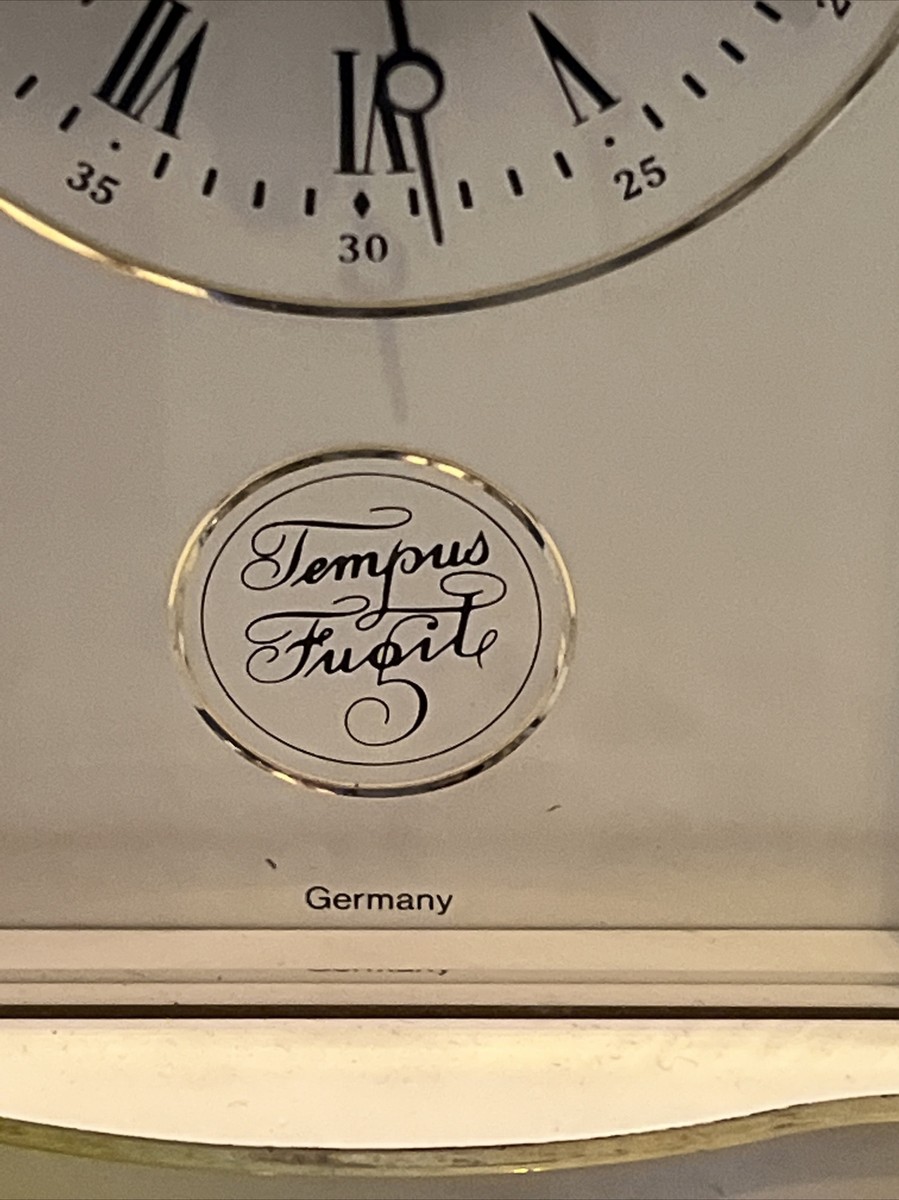 VII VI V
35 30 25
Tempus
Fugit
Germany